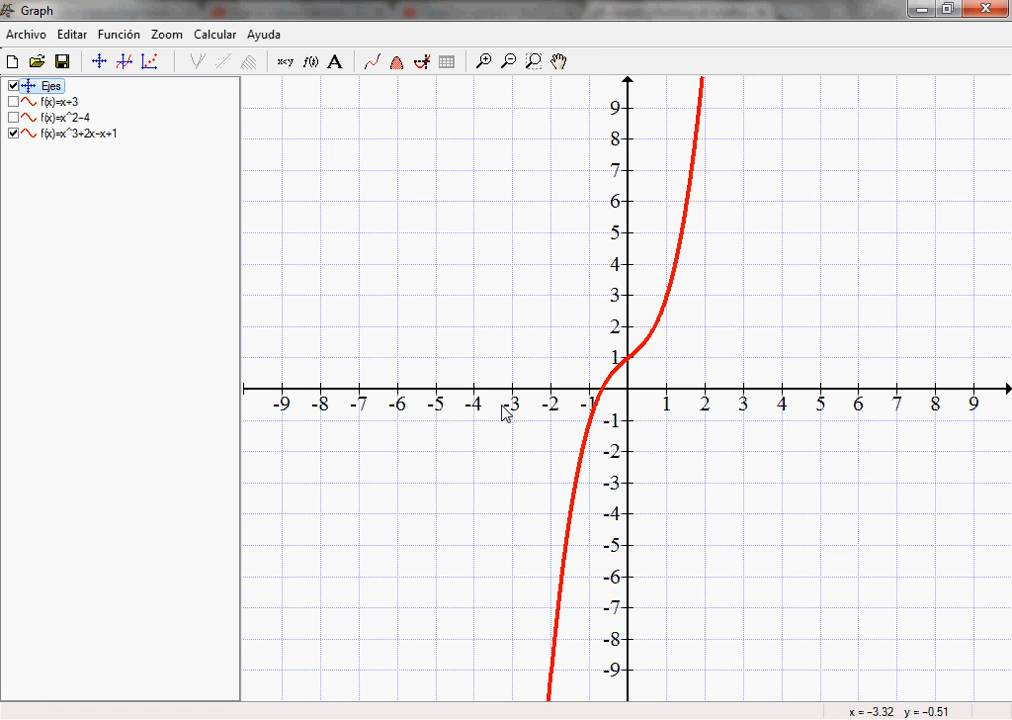 Graph
Archivo Editar Función Zoom Calcular Ayuda
x<y f(x) A
Ejes
f(x)=x+3
f(x)=x^2-4
f(x)=x^3+2x-x+1
9
8
7
6
5
4
3
2
1
-9 -8 -7 -6 -5 -4 -3 -2 -1 1 2 3 4 5 6 7 8 9
-1
-2
-3
-4
-5
-6
-7
-8
-9
x = -3.32 y = -0.51